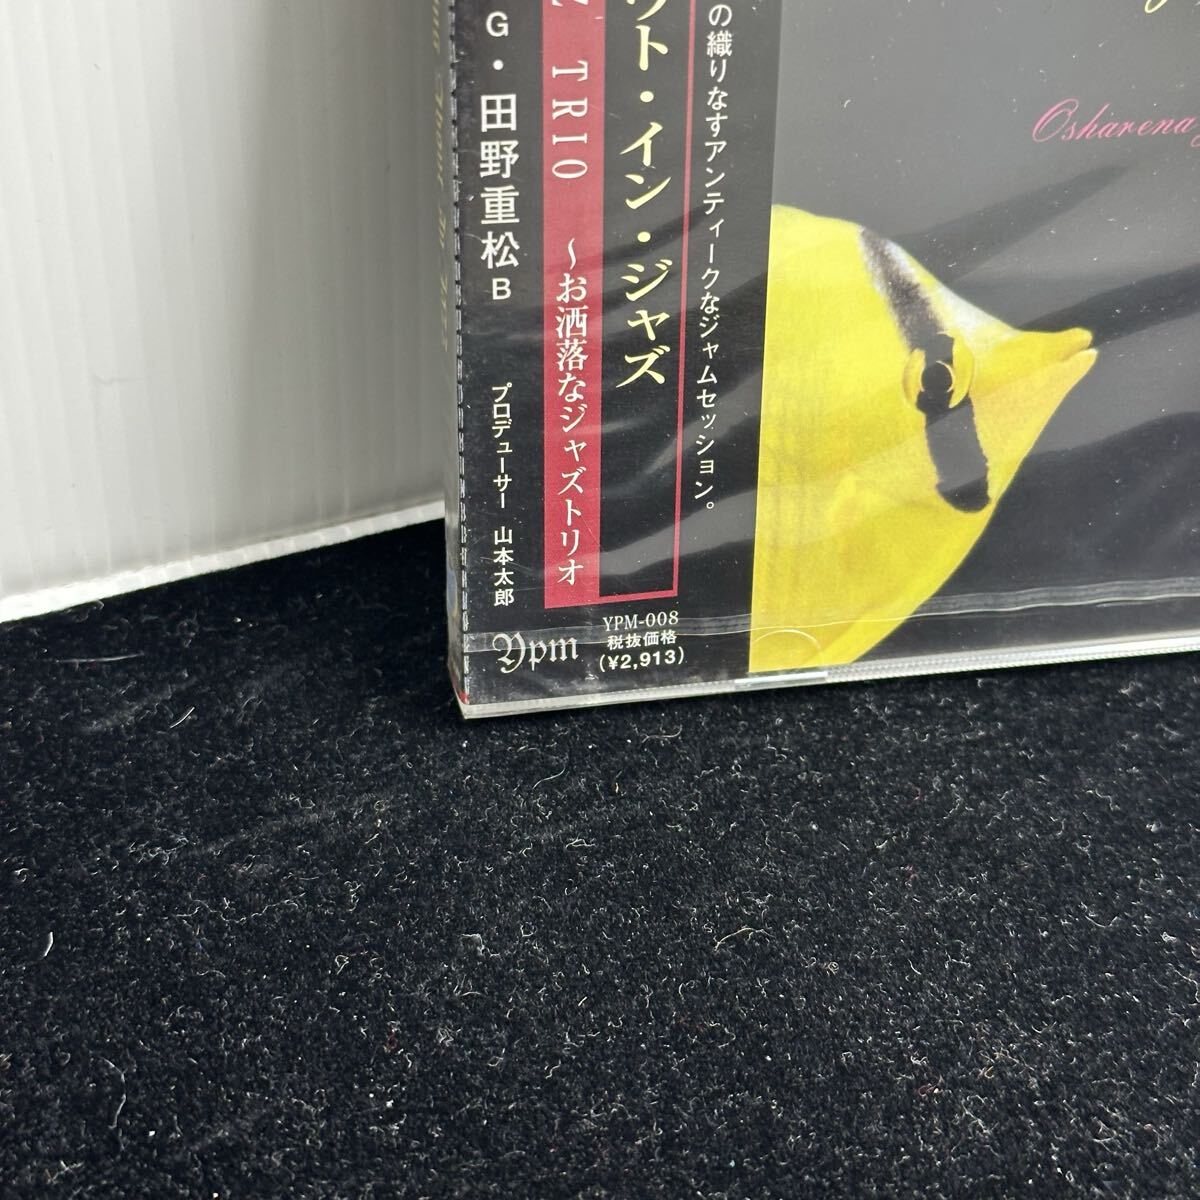 の織りなすアンティークなジャムセッション。
ウト・イン・ジャズ
TRIO ～お洒落なジャズトリオ
G・田野重松B
プロデューサー 山本太郎
Ypm
YPM-008
税抜価格
(¥2,913)
Osharena